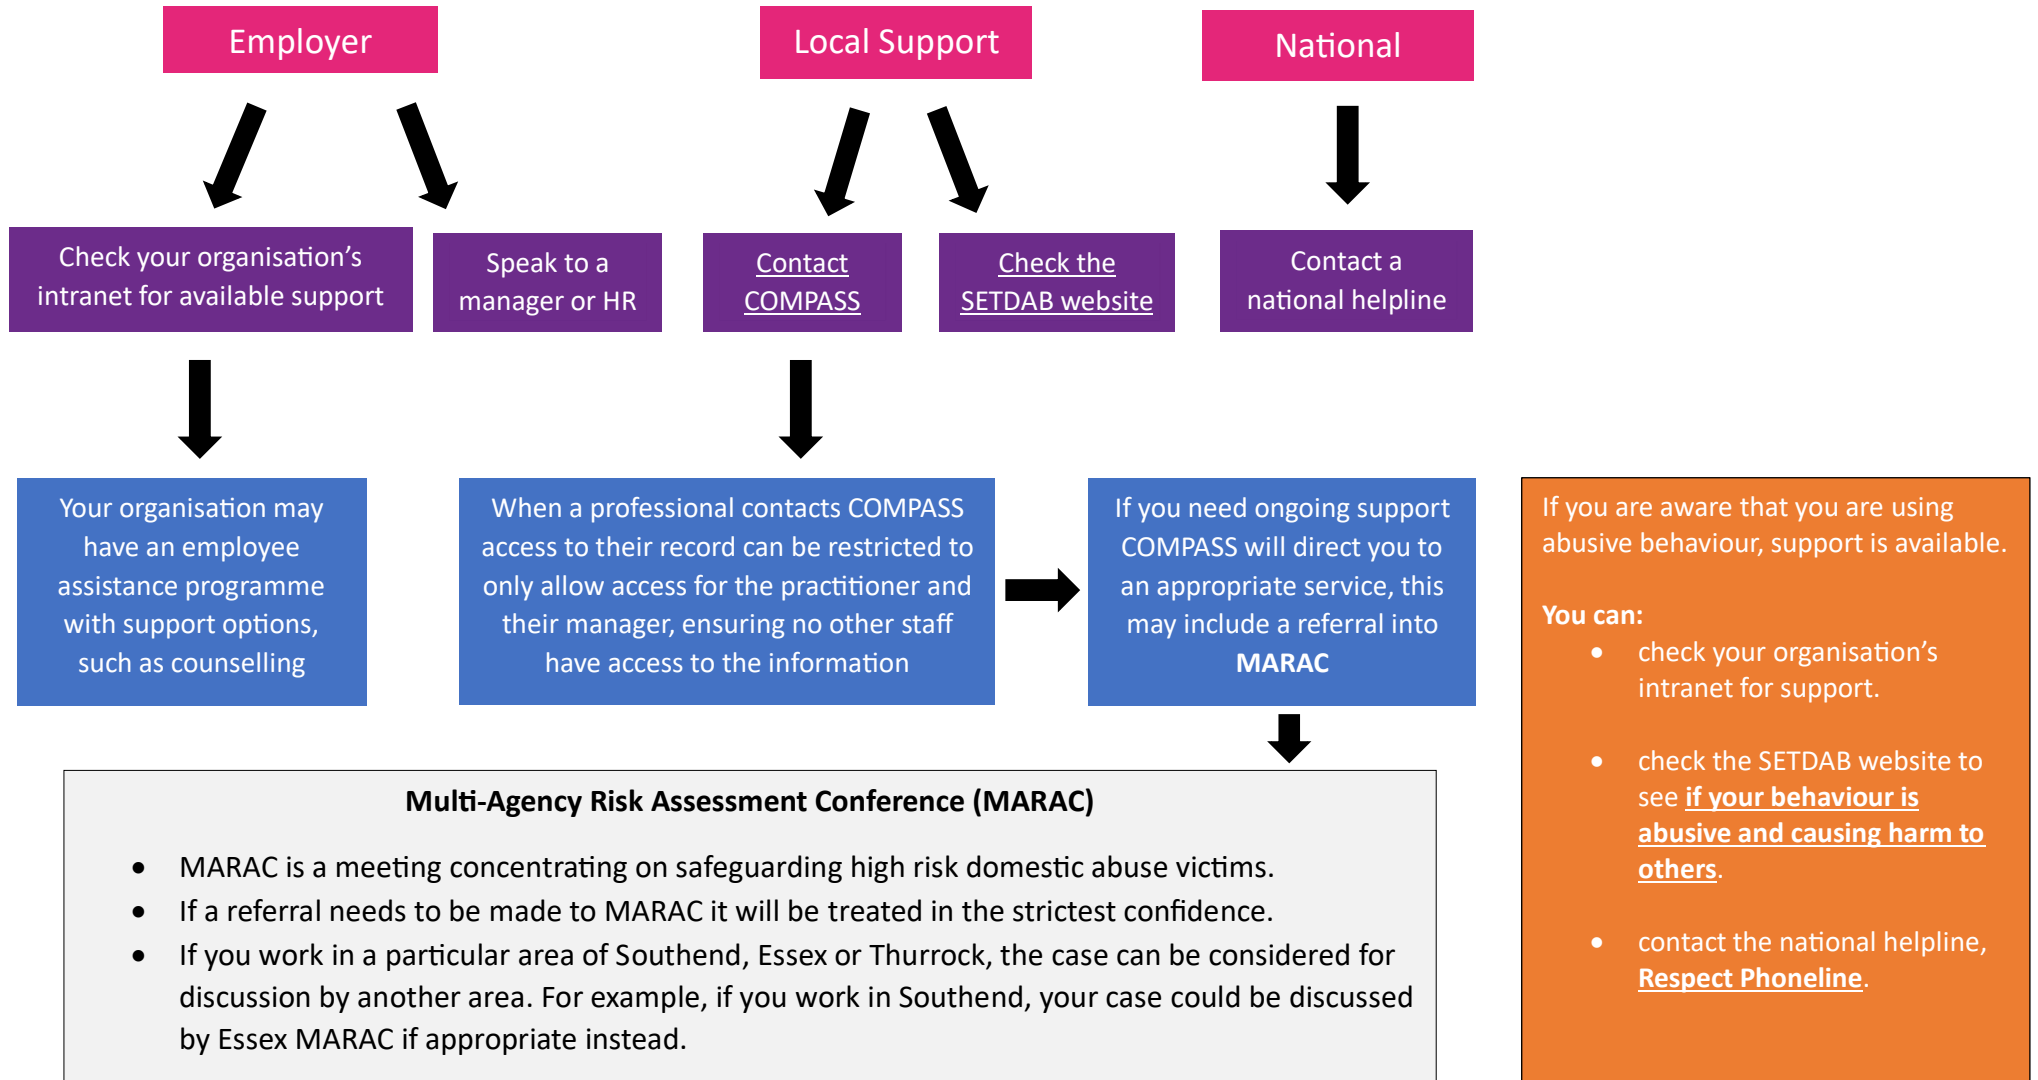 Employer
Local Support
National
Check your organisation’s
intranet for available support
Speak to a
manager or HR
Contact
COMPASS
Check the
SETDAB website
Contact a
national helpline
Your organisation may
have an employee
assistance programme
with support options,
such as counselling
When a professional contacts COMPASS
access to their record can be restricted to
only allow access for the practitioner and
their manager, ensuring no other staff
have access to the information
If you need ongoing support
COMPASS will direct you to
an appropriate service, this
may include a referral into
MARAC
Multi-Agency Risk Assessment Conference (MARAC)
• MARAC is a meeting concentrating on safeguarding high risk domestic abuse victims.
• If a referral needs to be made to MARAC it will be treated in the strictest confidence.
• If you work in a particular area of Southend, Essex or Thurrock, the case can be considered for
discussion by another area. For example, if you work in Southend, your case could be discussed
by Essex MARAC if appropriate instead.
If you are aware that you are using
abusive behaviour, support is available.
You can:
• check your organisation’s
intranet for support.
• check the SETDAB website to
see if your behaviour is
abusive and causing harm to
others.
• contact the national helpline,
Respect Phoneline.